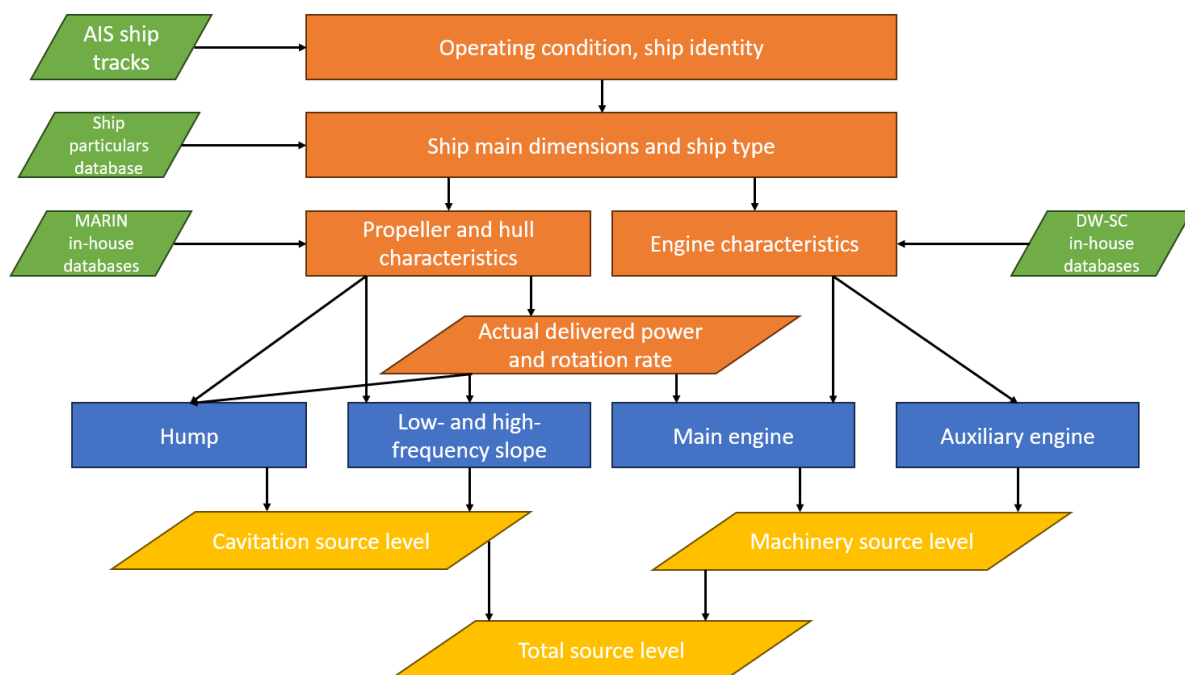 AIS ship
tracks
Operating condition, ship identity
Ship
particulars
database
Ship main dimensions and ship type
MARIN
in-house
databases
Propeller and hull
characteristics
Engine characteristics
DW-SC
in-house
databases
Actual delivered power
and rotation rate
Hump
Low- and high-
frequency slope
Main engine
Auxiliary engine
Cavitation source level
Machinery source level
Total source level